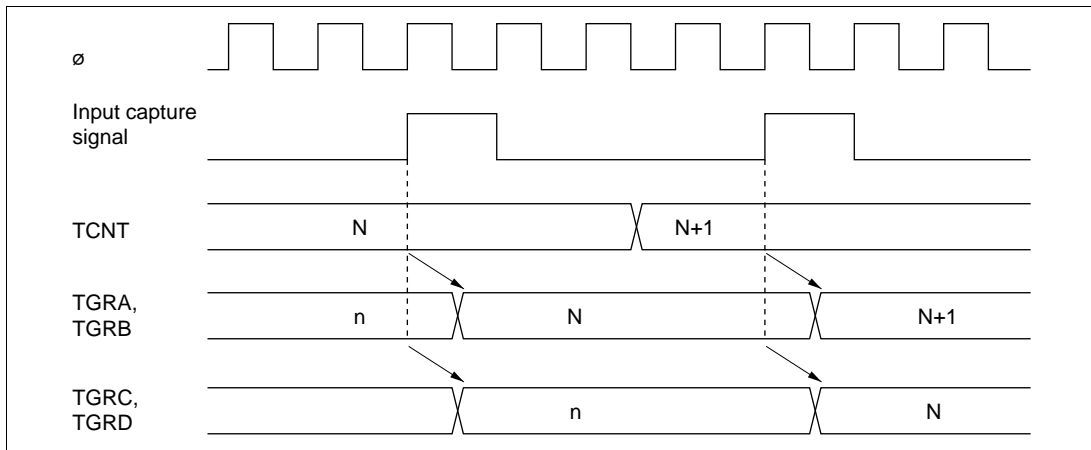 ø
Input capture
signal
TCNT
N
N+1
TGRA,
TGRB
n
N
N+1
TGRC,
TGRD
n
N